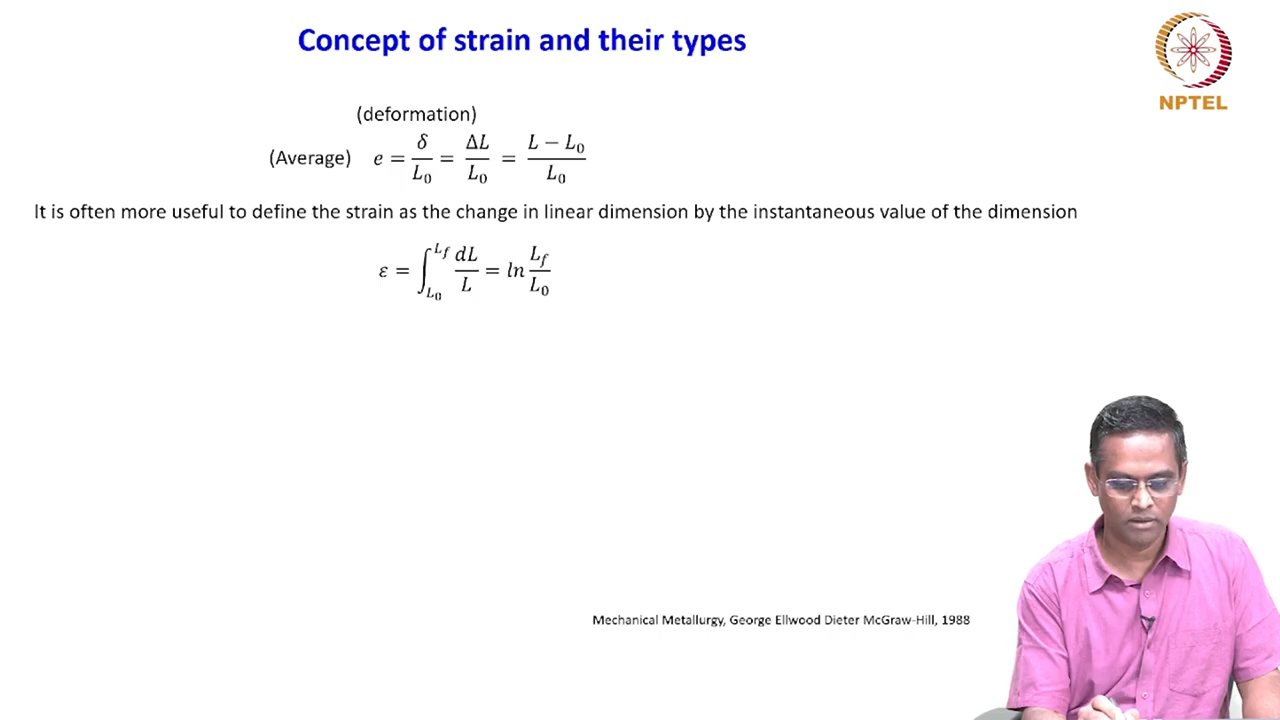 Concept of strain and their types
NPTEL
(deformation)
(Average) e = δ/L₀ = ΔL/L₀ = (L − L₀)/L₀
It is often more useful to define the strain as the change in linear dimension by the instantaneous value of the dimension
ε = ∫_{L₀}^{L_f} dL/L = ln L_f/L₀
Mechanical Metallurgy, George Ellwood Dieter McGraw-Hill, 1988